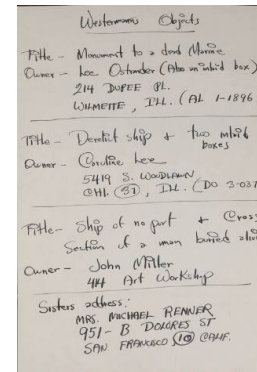 Westermanns Objects
Title - Monument to a dead Marine
Owner - Lee Ostrander (Also an inlaid box)
214 DUPEE PL.
WILMETTE, ILL. (AL 1-1896
Title - Derelict ship + two inlaid
boxes
Owner - Caroline Lee
5419 S. WOODLAWN
CHI. (37), ILL. (DO 3-037
Title - Ship of no port + Cross
Section of a man buried alive
Owner - John Miller
414 Art Workshop
Sisters address:
MRS. MICHAEL RENNER
951-B DOLORES ST
SAN FRANCISCO (10) CALIF.